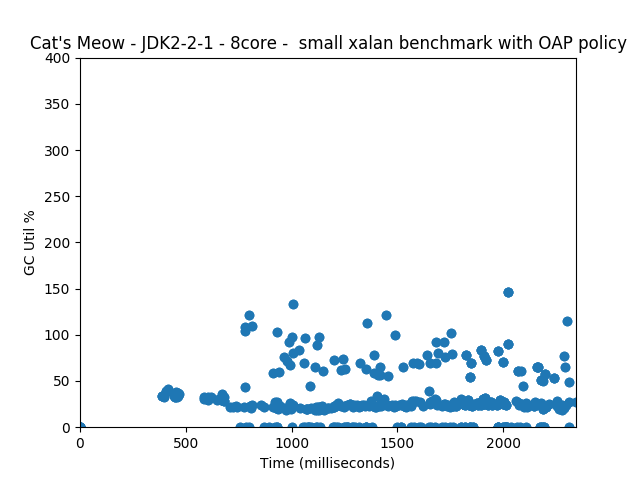 Cat's Meow - JDK2-2-1 - 8core -  small xalan benchmark with OAP policy
400
350
300
250
200
150
100
50
0
GC Util %
0 500 1000 1500 2000
Time (milliseconds)